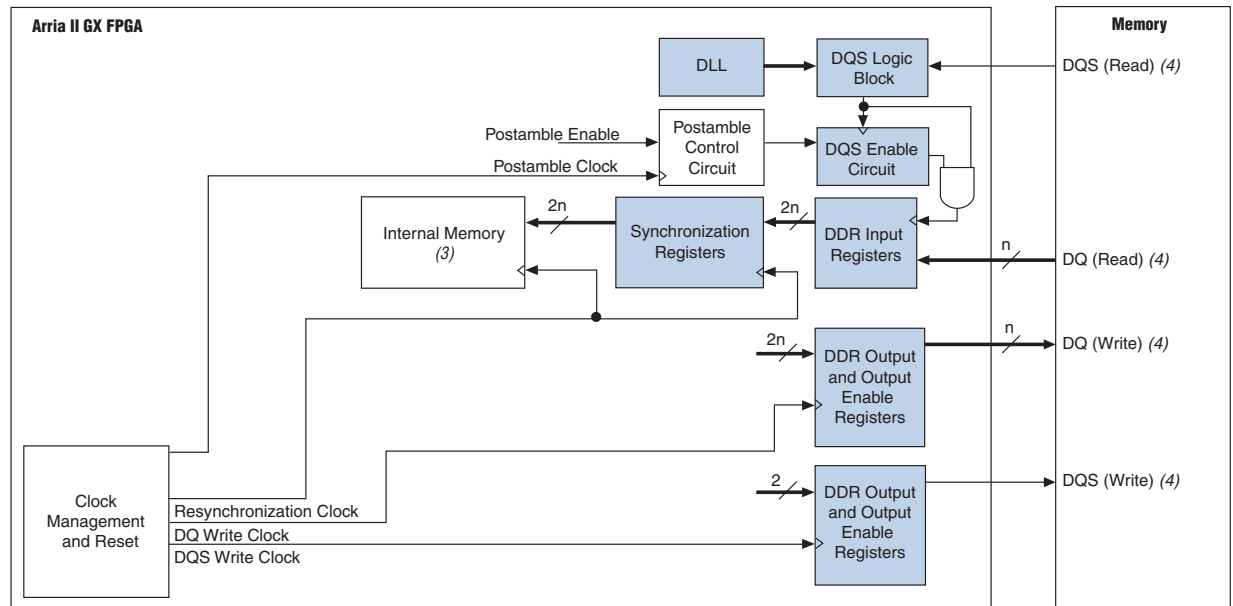 Arria II GX FPGA
Memory
DLL
DQS Logic
Block
DQS (Read) (4)
Postamble Enable
Postamble
Control
Circuit
DQS Enable
Circuit
Postamble Clock
2n
2n
n
Internal Memory
(3)
Synchronization
Registers
DDR Input
Registers
DQ (Read) (4)
2n
DDR Output
and Output
Enable
Registers
n
DQ (Write) (4)
Clock
Management
and Reset
Resynchronization Clock
DQ Write Clock
DQS Write Clock
2
DDR Output
and Output
Enable
Registers
DQS (Write) (4)